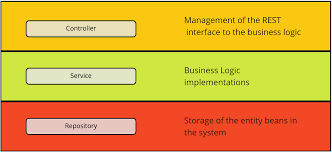 Controller
Management of the REST
interface to the business logic
Service
Business Logic
implementations
Repository
Storage of the entity beans in
the system